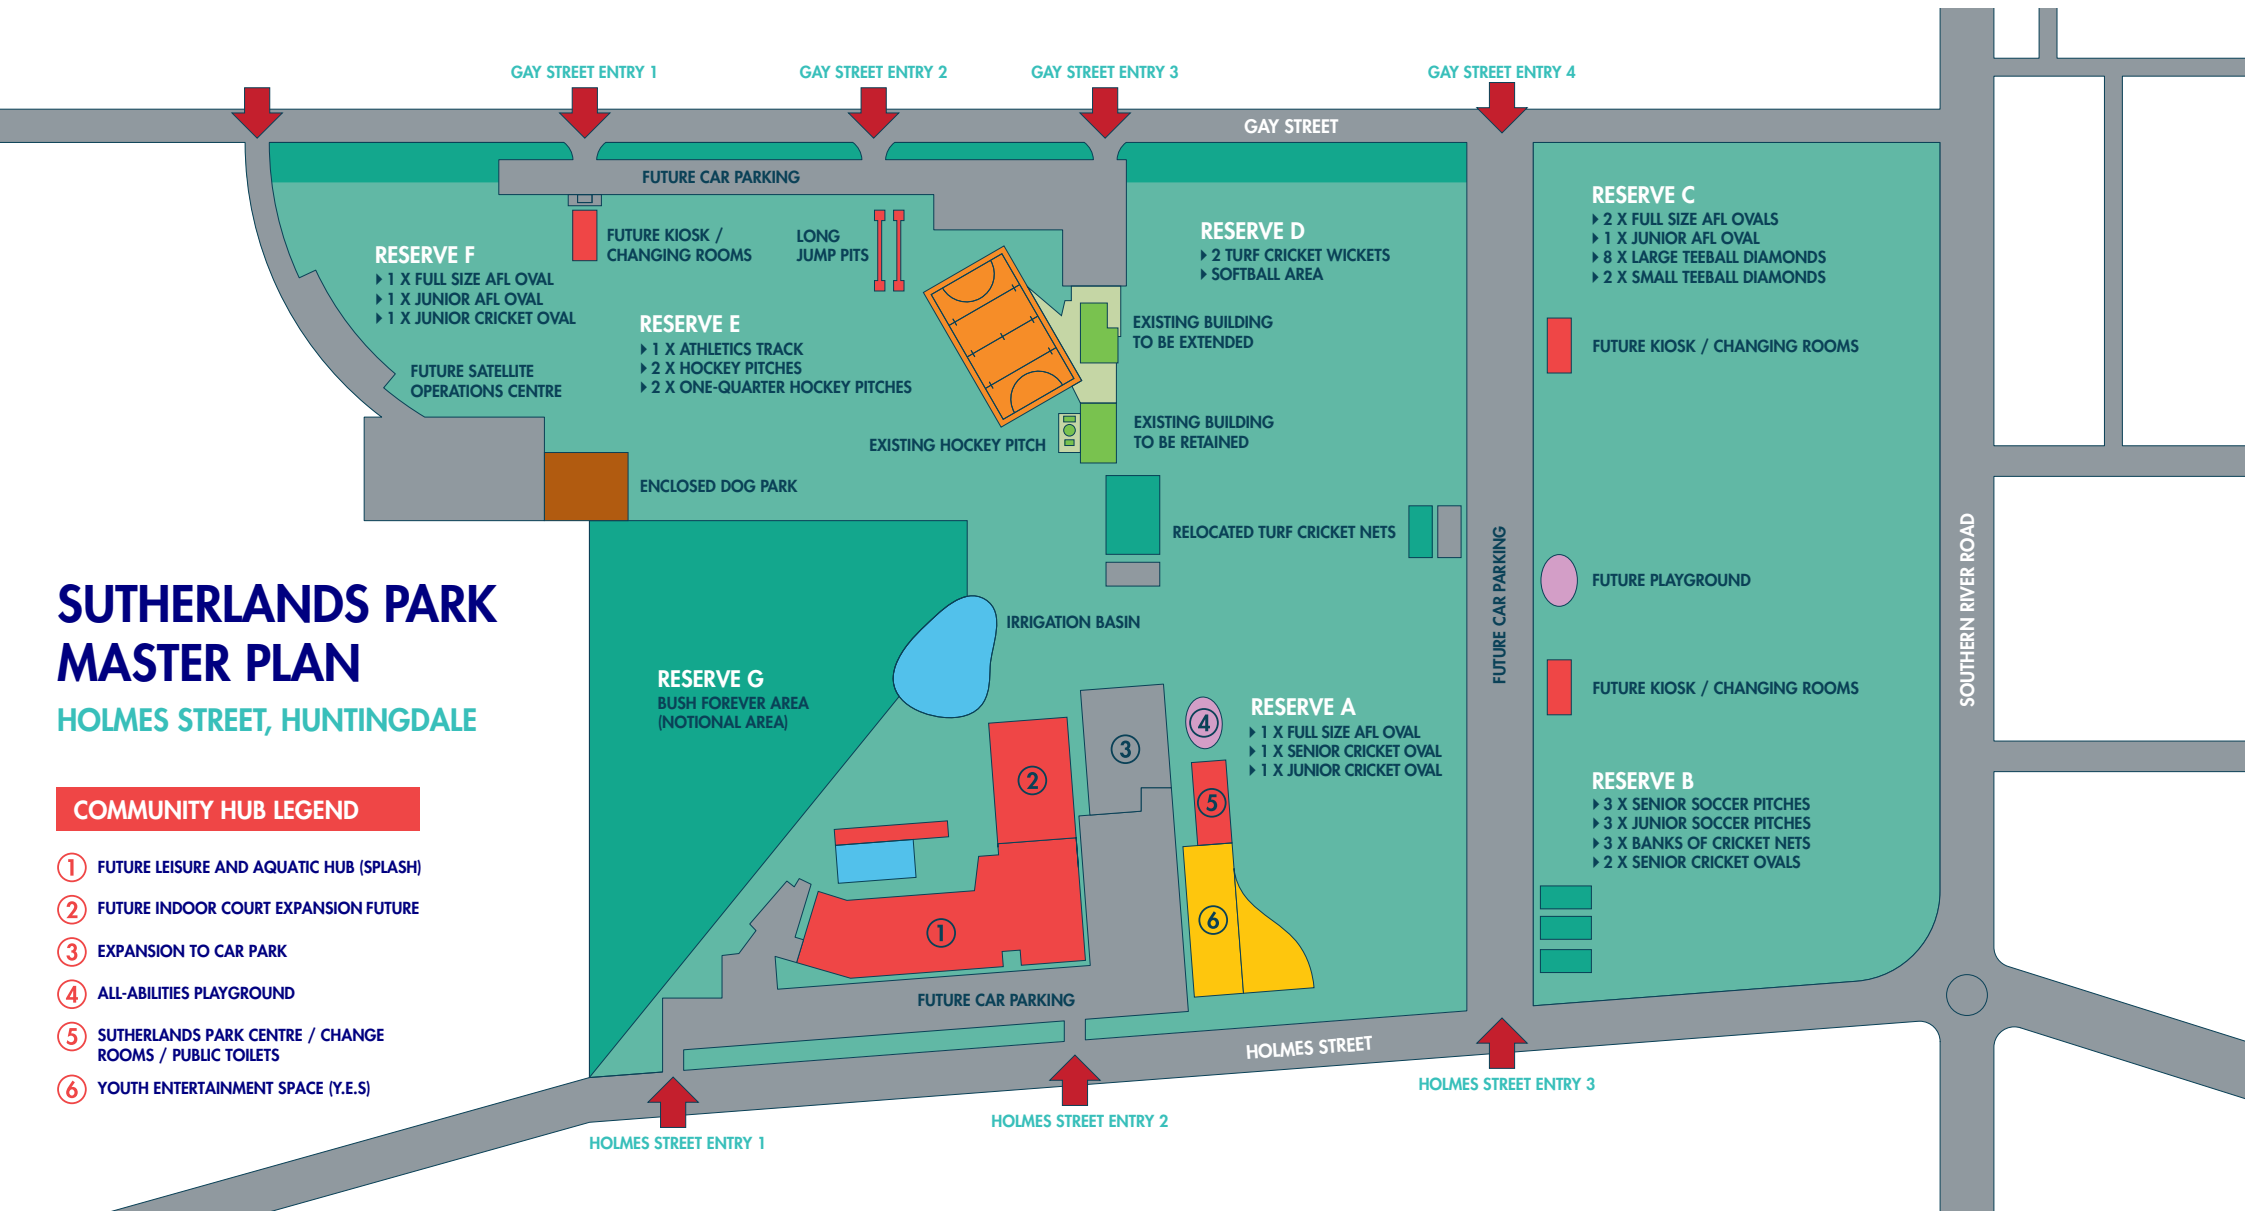 GAY STREET ENTRY 1
GAY STREET ENTRY 2
GAY STREET ENTRY 3
GAY STREET ENTRY 4
GAY STREET
FUTURE CAR PARKING
RESERVE F
1 X FULL SIZE AFL OVAL
1 X JUNIOR AFL OVAL
1 X JUNIOR CRICKET OVAL
FUTURE KIOSK /
CHANGING ROOMS
LONG
JUMP PITS
RESERVE D
2 TURF CRICKET WICKETS
SOFTBALL AREA
RESERVE C
2 X FULL SIZE AFL OVALS
1 X JUNIOR AFL OVAL
8 X LARGE TEEBALL DIAMONDS
2 X SMALL TEEBALL DIAMONDS
RESERVE E
1 X ATHLETICS TRACK
2 X HOCKEY PITCHES
2 X ONE-QUARTER HOCKEY PITCHES
EXISTING BUILDING
TO BE EXTENDED
FUTURE KIOSK / CHANGING ROOMS
FUTURE SATELLITE
OPERATIONS CENTRE
EXISTING HOCKEY PITCH
EXISTING BUILDING
TO BE RETAINED
ENCLOSED DOG PARK
RELOCATED TURF CRICKET NETS
FUTURE CAR PARKING
FUTURE PLAYGROUND
SOUTHERN RIVER ROAD
IRRIGATION BASIN
RESERVE G
BUSH FOREVER AREA
(NOTIONAL AREA)
FUTURE KIOSK / CHANGING ROOMS
RESERVE A
1 X FULL SIZE AFL OVAL
1 X SENIOR CRICKET OVAL
1 X JUNIOR CRICKET OVAL
RESERVE B
3 X SENIOR SOCCER PITCHES
3 X JUNIOR SOCCER PITCHES
3 X BANKS OF CRICKET NETS
2 X SENIOR CRICKET OVALS
4
3
2
5
6
1
FUTURE CAR PARKING
HOLMES STREET
HOLMES STREET ENTRY 1
HOLMES STREET ENTRY 2
HOLMES STREET ENTRY 3
SUTHERLANDS PARK
MASTER PLAN
HOLMES STREET, HUNTINGDALE
COMMUNITY HUB LEGEND
1 FUTURE LEISURE AND AQUATIC HUB (SPLASH)
2 FUTURE INDOOR COURT EXPANSION FUTURE
3 EXPANSION TO CAR PARK
4 ALL-ABILITIES PLAYGROUND
5 SUTHERLANDS PARK CENTRE / CHANGE
ROOMS / PUBLIC TOILETS
6 YOUTH ENTERTAINMENT SPACE (Y.E.S)